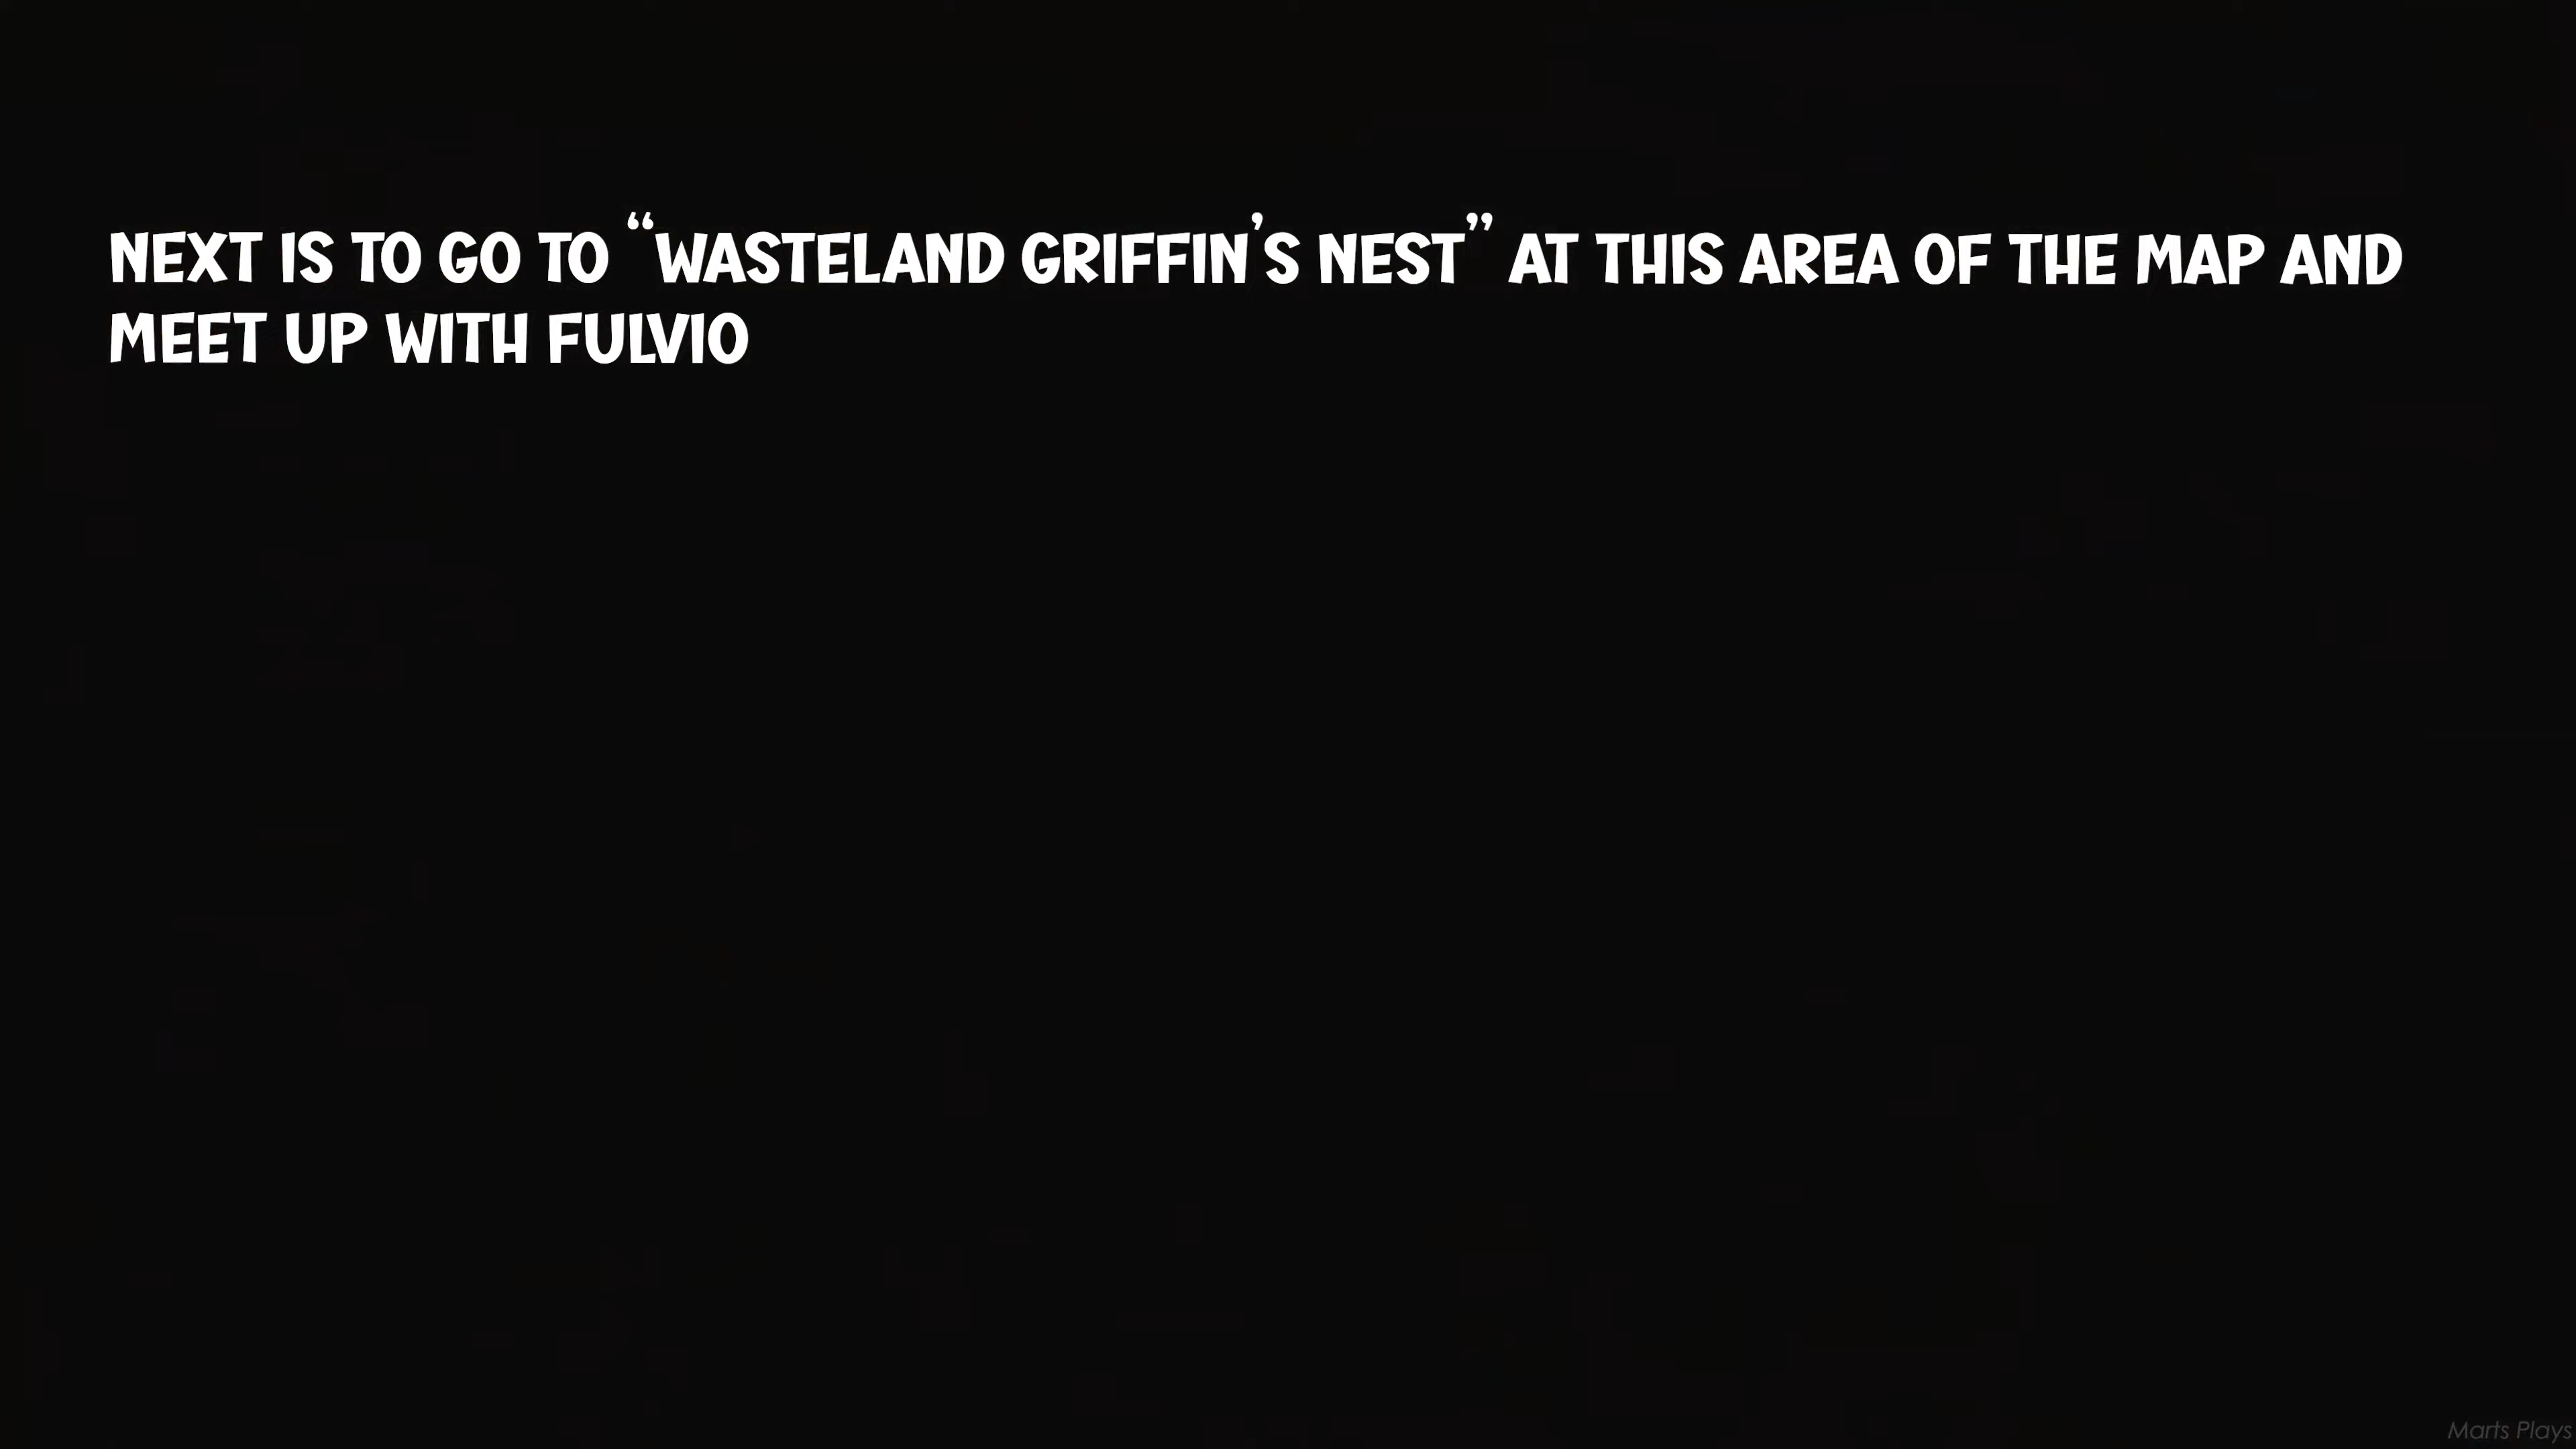 NEXT IS TO GO TO “WASTELAND GRIFFIN’S NEST” AT THIS AREA OF THE MAP AND
MEET UP WITH FULVIO
Marts Plays